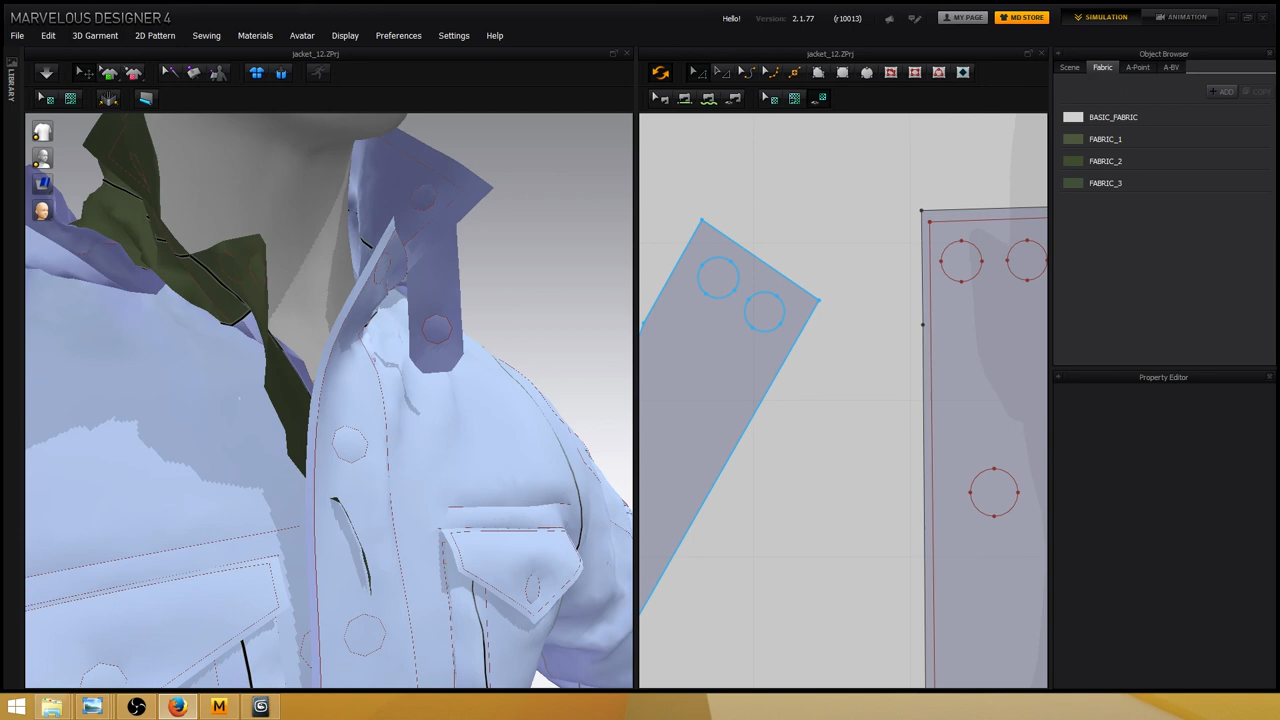 MARVELOUS DESIGNER 4
Hello!
Version: 2.1.77 (r10013)
MY PAGE
MD STORE
SIMULATION
ANIMATION
File Edit 3D Garment 2D Pattern Sewing Materials Avatar Display Preferences Settings Help
LIBRARY
jacket_12.ZPrj
jacket_12.ZPrj
Object Browser
Scene Fabric A-Point A-BV
+ ADD
COPY
BASIC_FABRIC
FABRIC_1
FABRIC_2
FABRIC_3
Property Editor
M